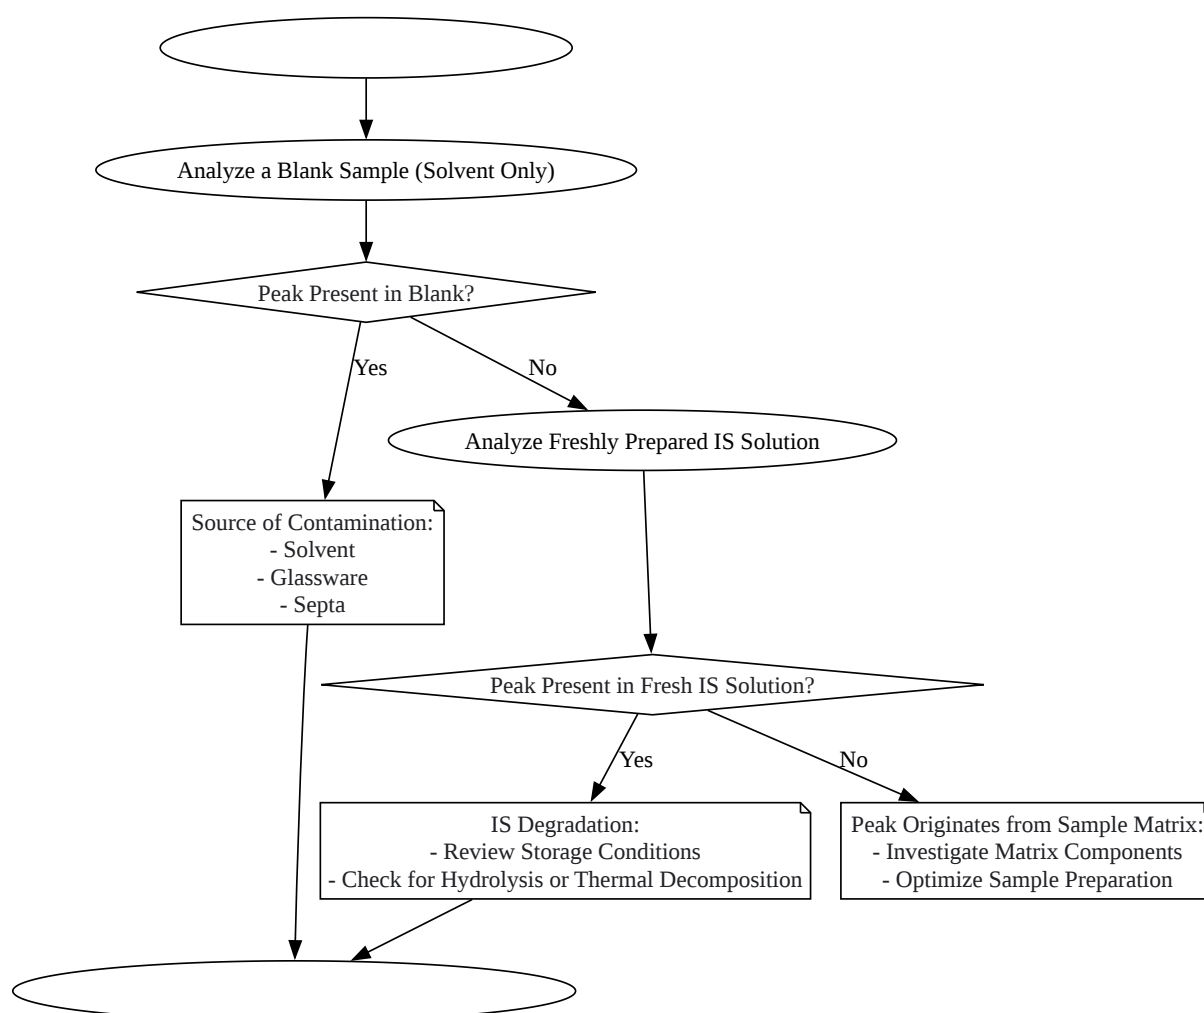 Analyze a Blank Sample (Solvent Only)
Peak Present in Blank?
Yes
No
Analyze Freshly Prepared IS Solution
Source of Contamination:
- Solvent
- Glassware
- Septa
Peak Present in Fresh IS Solution?
Yes
No
IS Degradation:
- Review Storage Conditions
- Check for Hydrolysis or Thermal Decomposition
Peak Originates from Sample Matrix:
- Investigate Matrix Components
- Optimize Sample Preparation